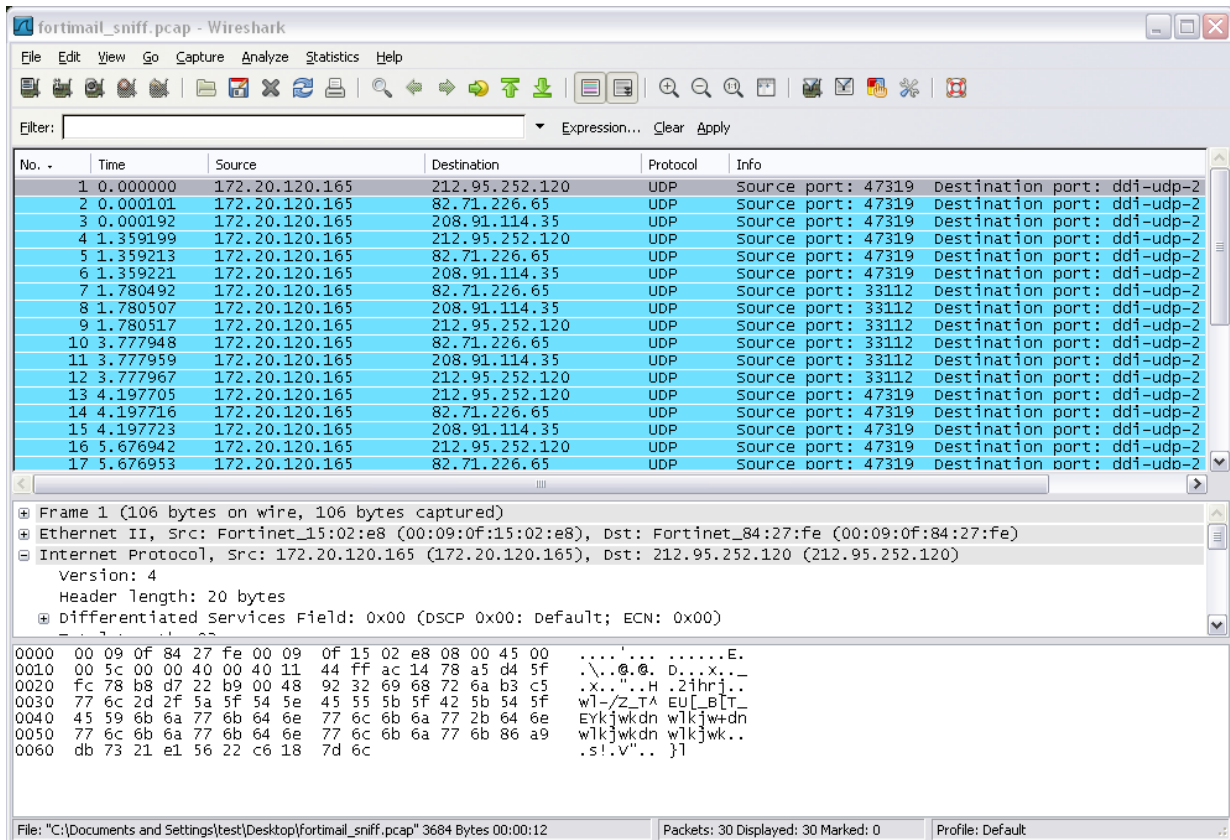 fortimail_sniff.pcap - Wireshark
File Edit View Go Capture Analyze Statistics Help
Filter: Expression... Clear Apply
No. Time Source Destination Protocol Info
1 0.000000 172.20.120.165 212.95.252.120 UDP Source port: 47319 Destination port: ddi-udp-2
2 0.000101 172.20.120.165 82.71.226.65 UDP Source port: 47319 Destination port: ddi-udp-2
3 0.000192 172.20.120.165 208.91.114.35 UDP Source port: 47319 Destination port: ddi-udp-2
4 1.359199 172.20.120.165 212.95.252.120 UDP Source port: 47319 Destination port: ddi-udp-2
5 1.359213 172.20.120.165 82.71.226.65 UDP Source port: 47319 Destination port: ddi-udp-2
6 1.359221 172.20.120.165 208.91.114.35 UDP Source port: 47319 Destination port: ddi-udp-2
7 1.780492 172.20.120.165 82.71.226.65 UDP Source port: 33112 Destination port: ddi-udp-2
8 1.780507 172.20.120.165 208.91.114.35 UDP Source port: 33112 Destination port: ddi-udp-2
9 1.780517 172.20.120.165 212.95.252.120 UDP Source port: 33112 Destination port: ddi-udp-2
10 3.777948 172.20.120.165 82.71.226.65 UDP Source port: 33112 Destination port: ddi-udp-2
11 3.777959 172.20.120.165 208.91.114.35 UDP Source port: 33112 Destination port: ddi-udp-2
12 3.777967 172.20.120.165 212.95.252.120 UDP Source port: 33112 Destination port: ddi-udp-2
13 4.197705 172.20.120.165 212.95.252.120 UDP Source port: 47319 Destination port: ddi-udp-2
14 4.197716 172.20.120.165 82.71.226.65 UDP Source port: 47319 Destination port: ddi-udp-2
15 4.197723 172.20.120.165 208.91.114.35 UDP Source port: 47319 Destination port: ddi-udp-2
16 5.676942 172.20.120.165 212.95.252.120 UDP Source port: 47319 Destination port: ddi-udp-2
17 5.676953 172.20.120.165 82.71.226.65 UDP Source port: 47319 Destination port: ddi-udp-2
Frame 1 (106 bytes on wire, 106 bytes captured)
Ethernet II, Src: Fortinet_15:02:e8 (00:09:0f:15:02:e8), Dst: Fortinet_84:27:fe (00:09:0f:84:27:fe)
Internet Protocol, Src: 172.20.120.165 (172.20.120.165), Dst: 212.95.252.120 (212.95.252.120)
Version: 4
Header length: 20 bytes
Differentiated Services Field: 0x00 (DSCP 0x00: Default; ECN: 0x00)
0000 00 09 0f 84 27 fe 00 09 0f 15 02 e8 08 00 45 00 ....'... ......E.
0010 00 5c 00 00 40 00 40 11 44 ff ac 14 78 a5 d4 5f .\..@.@. D...x.._
0020 fc 78 b8 d7 22 b9 00 48 92 32 69 68 72 6a b3 c5 .x.."..H .2ihrj..
0030 77 6c 2d 2f 5a 5f 54 5e 45 55 5b 5f 42 5b 54 5f wl-/Z_T^ EU[_B[T_
0040 45 59 6b 6a 77 6b 64 6e 77 6c 6b 6a 77 2b 64 6e EYkjwkdn wlkjw+dn
0050 77 6c 6b 6a 77 6b 64 6e 77 6c 6b 6a 77 6b 86 a9 wlkjwkdn wlkjwk..
0060 db 73 21 e1 56 22 c6 18 7d 6c .s!.V".. }l
File: "C:\Documents and Settings\test\Desktop\fortimail_sniff.pcap" 3684 Bytes 00:00:12 Packets: 30 Displayed: 30 Marked: 0 Profile: Default